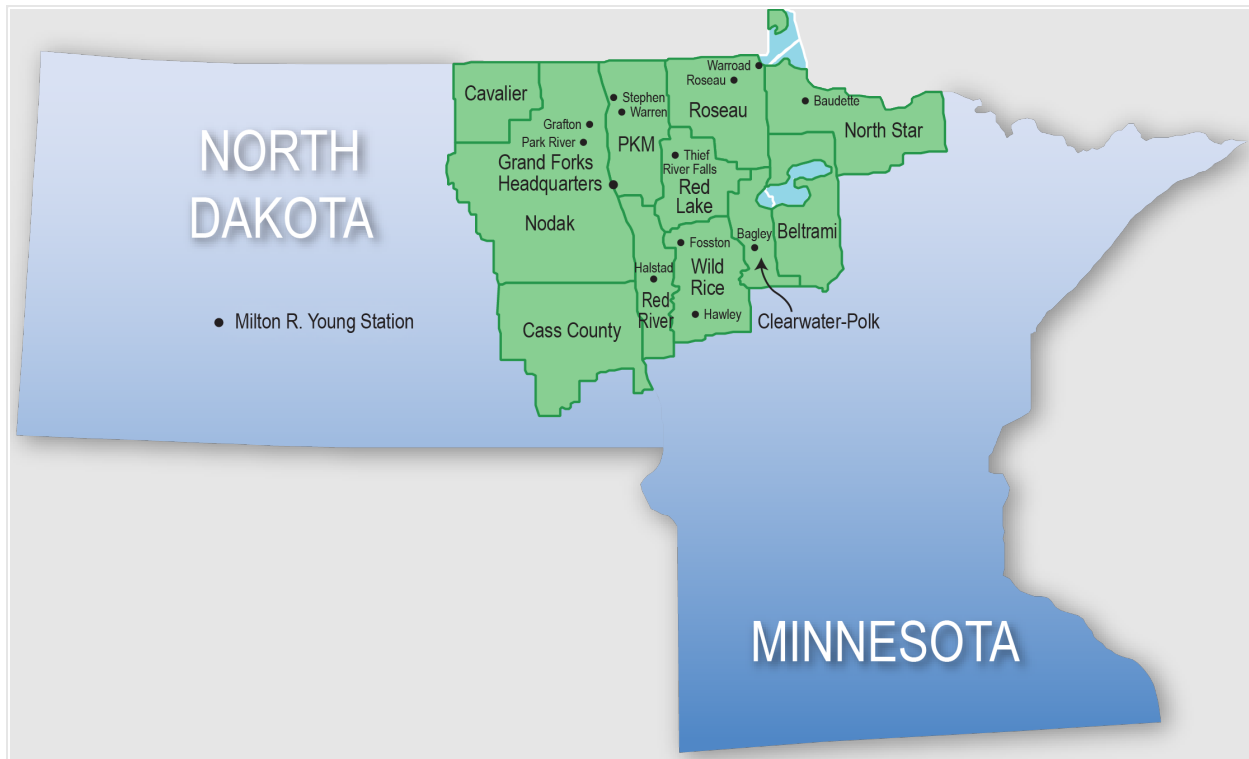 Warroad
Roseau
Cavalier
Stephen
Baudette
Warren
Roseau
Grafton
North Star
Park River
PKM
Thief
River Falls
Grand Forks
Headquarters
Red
Lake
NORTH
DAKOTA
Nodak
Bagley
Beltrami
Fosston
Halstad
Wild
Rice
Red
River
Hawley
Milton R. Young Station
Cass County
Clearwater-Polk
MINNESOTA